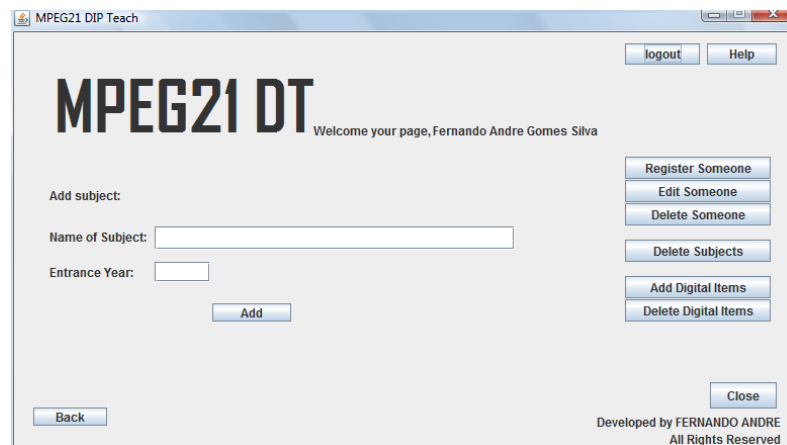 MPEG21 DIP Teach
logout Help
MPEG21 DT
Welcome your page, Fernando Andre Gomes Silva
Register Someone
Add subject: Edit Someone
Delete Someone
Name of Subject:
Delete Subjects
Entrance Year:
Add Digital Items
Add Delete Digital Items
Close
Back
Developed by FERNANDO ANDRE
All Rights Reserved